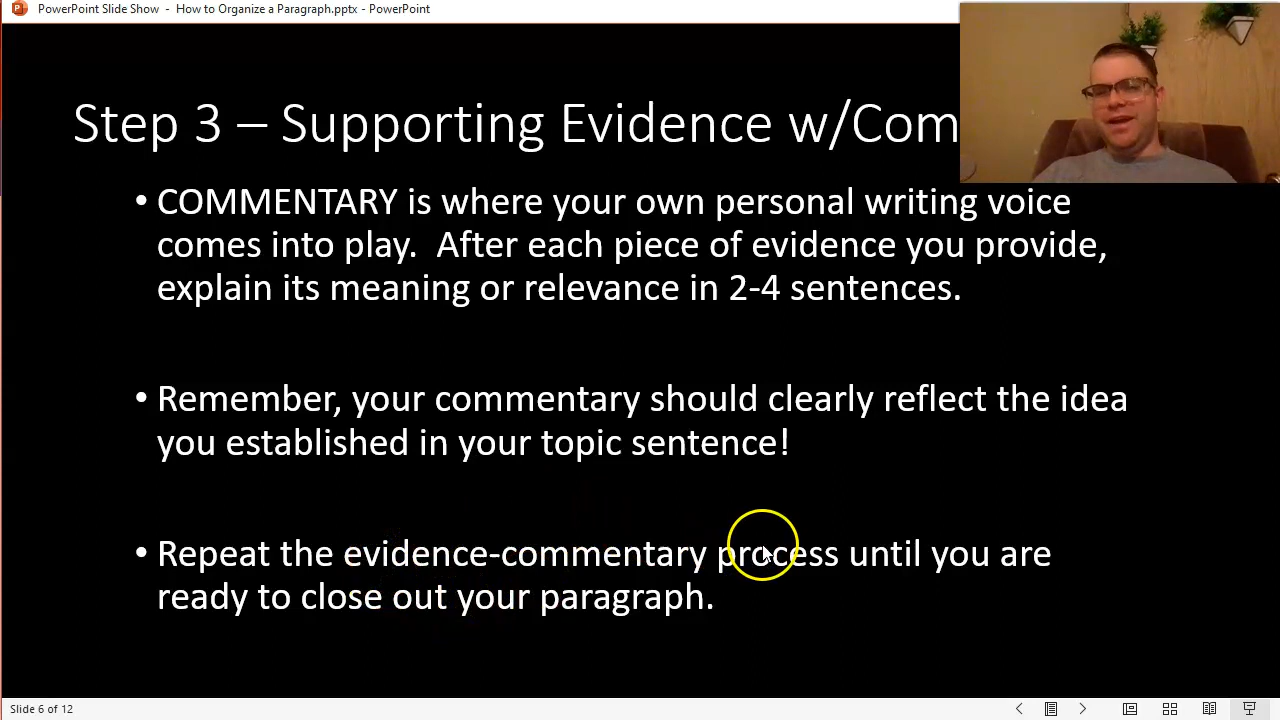 PowerPoint Slide Show - How to Organize a Paragraph.pptx - PowerPoint
Step 3 – Supporting Evidence w/Com
• COMMENTARY is where your own personal writing voice
comes into play.  After each piece of evidence you provide,
explain its meaning or relevance in 2-4 sentences.
• Remember, your commentary should clearly reflect the idea
you established in your topic sentence!
• Repeat the evidence-commentary process until you are
ready to close out your paragraph.
Slide 6 of 12